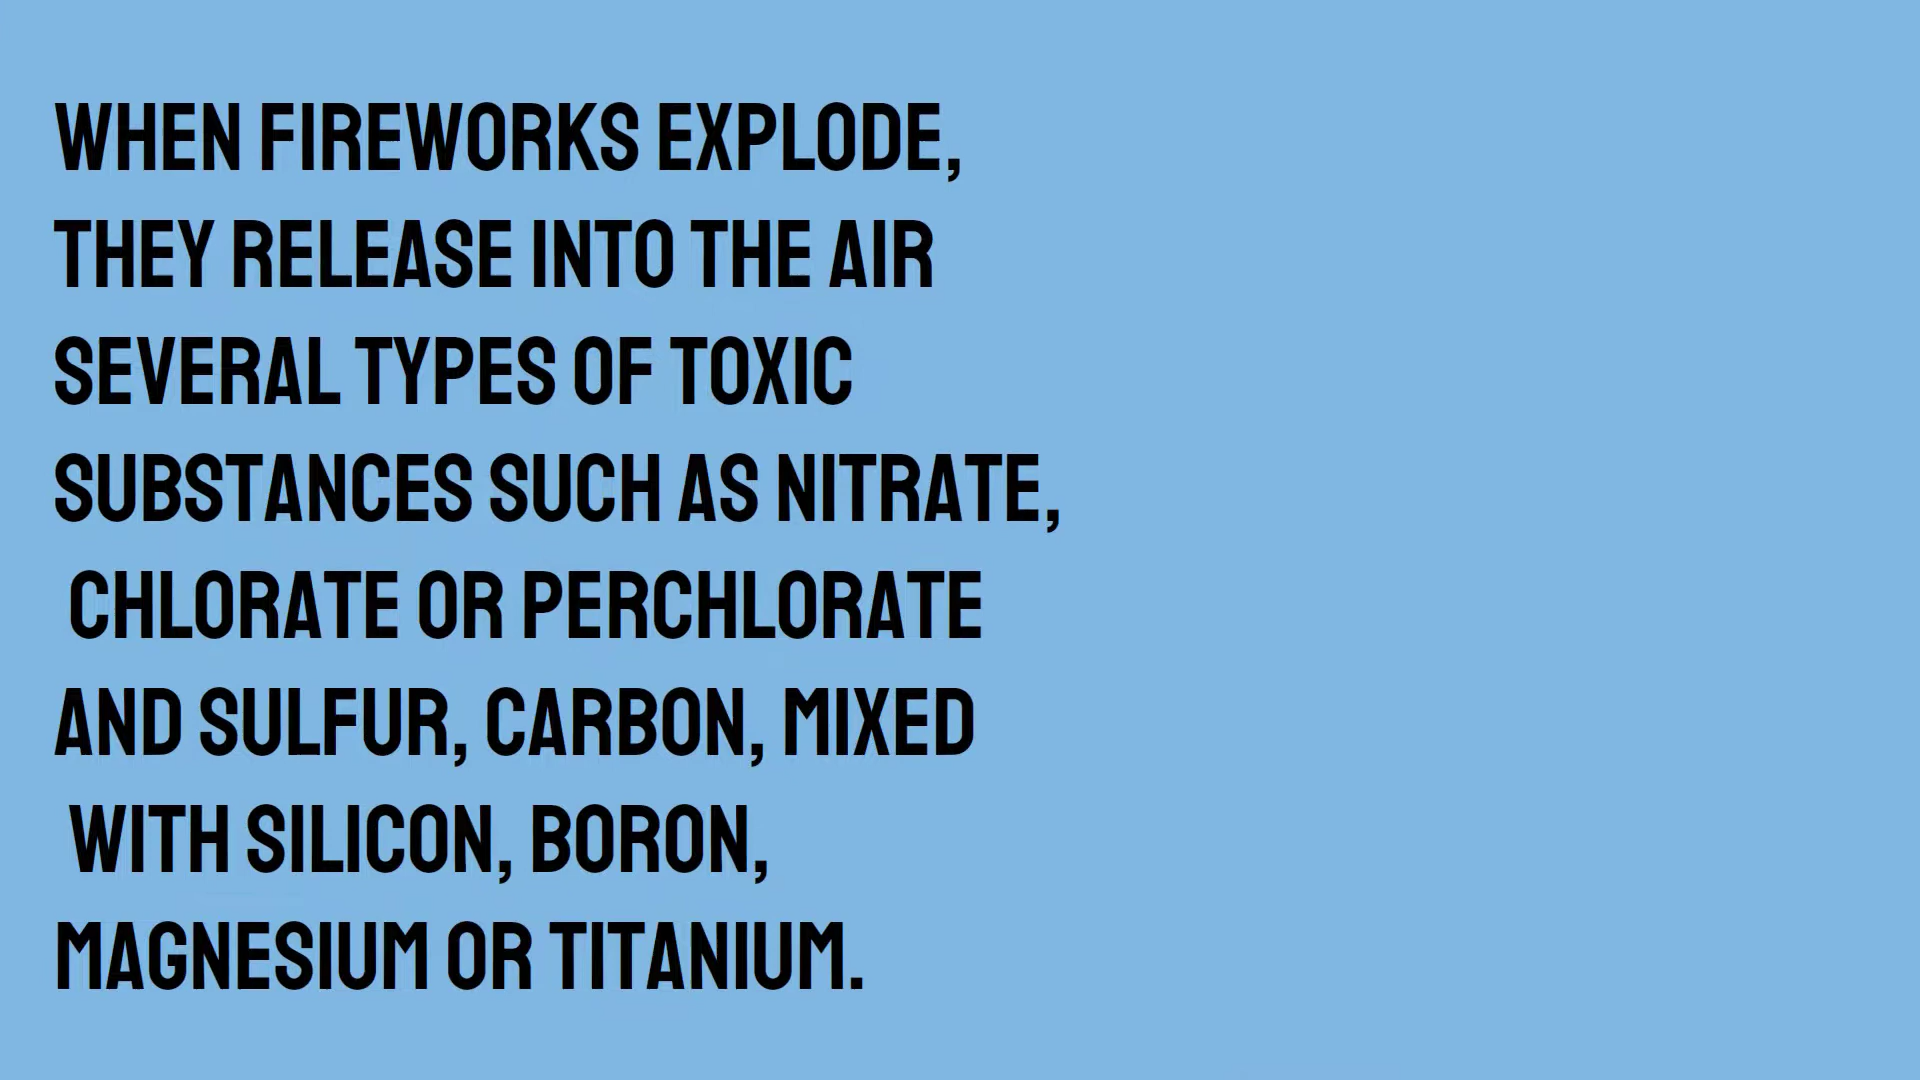 WHEN FIREWORKS EXPLODE,
THEY RELEASE INTO THE AIR
SEVERAL TYPES OF TOXIC
SUBSTANCES SUCH AS NITRATE,
CHLORATE OR PERCHLORATE
AND SULFUR, CARBON, MIXED
WITH SILICON, BORON,
MAGNESIUM OR TITANIUM.